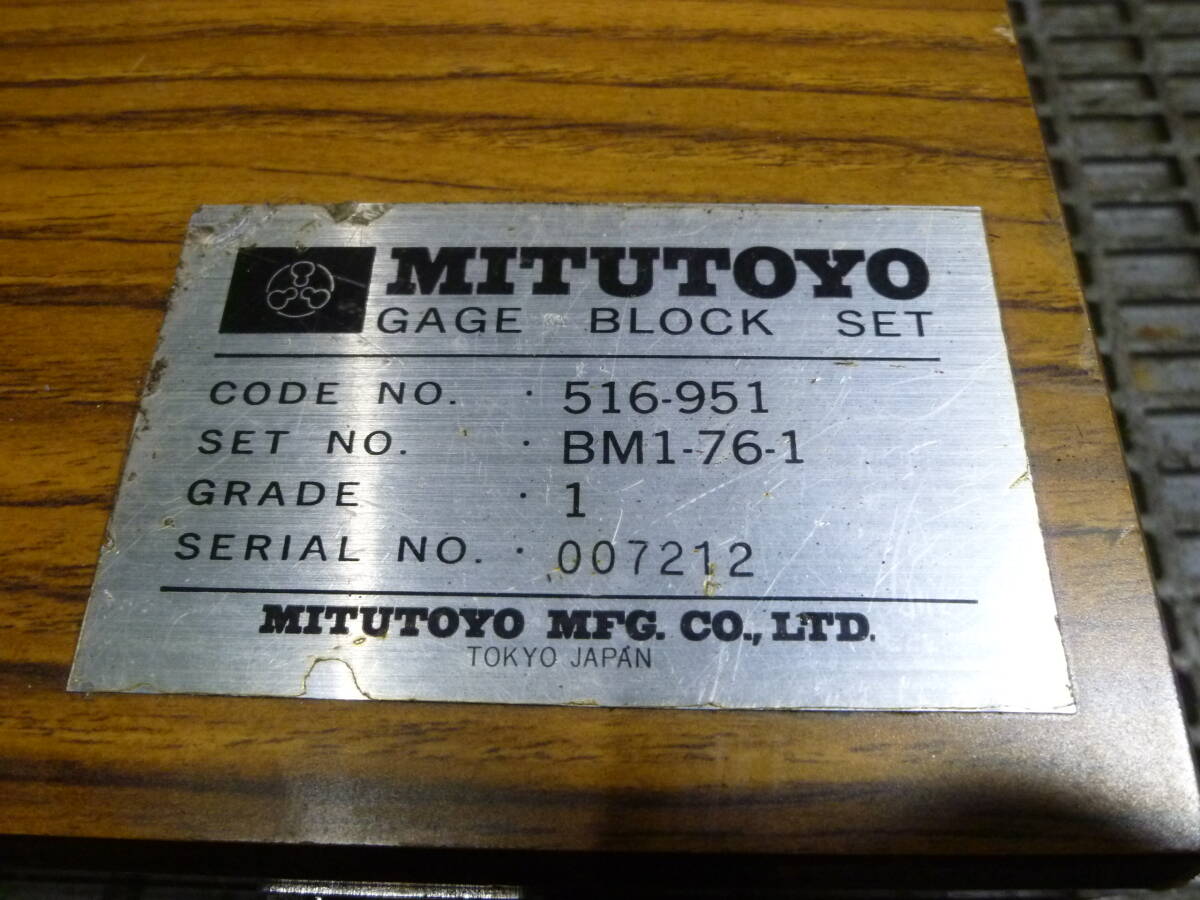 MITUTOYO
GAGE BLOCK SET
CODE NO. · 516-951
SET NO. · BM1-76-1
GRADE · 1
SERIAL NO. · 007212
MITUTOYO MFG. CO., LTD.
TOKYO JAPAN